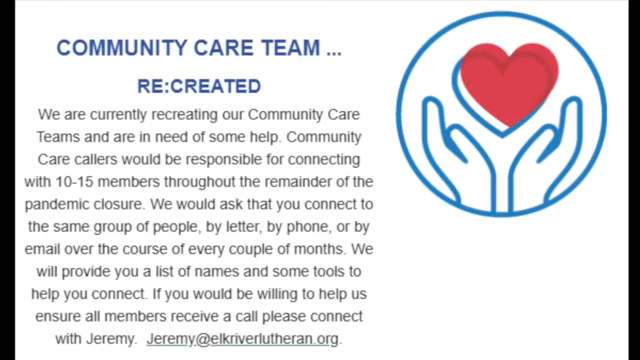 COMMUNITY CARE TEAM ...
RE:CREATED
We are currently recreating our Community Care
Teams and are in need of some help. Community
Care callers would be responsible for connecting
with 10-15 members throughout the remainder of the
pandemic closure. We would ask that you connect to
the same group of people, by letter, by phone, or by
email over the course of every couple of months. We
will provide you a list of names and some tools to
help you connect. If you would be willing to help us
ensure all members receive a call please connect
with Jeremy.  Jeremy@elkriverlutheran.org.